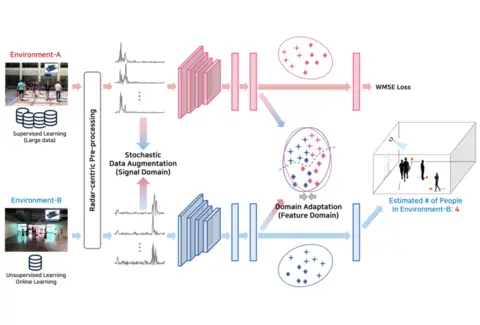 Environment-A
Supervised Learning
(Large data)
Radar-centric Pre-processing
Stochastic
Data Augmentation
(Signal Domain)
WMSE Loss
Domain Adaptation
(Feature Domain)
Environment-B
Unsupervised Learning
Online Learning
Estimated # of People
In Environment-B: 4